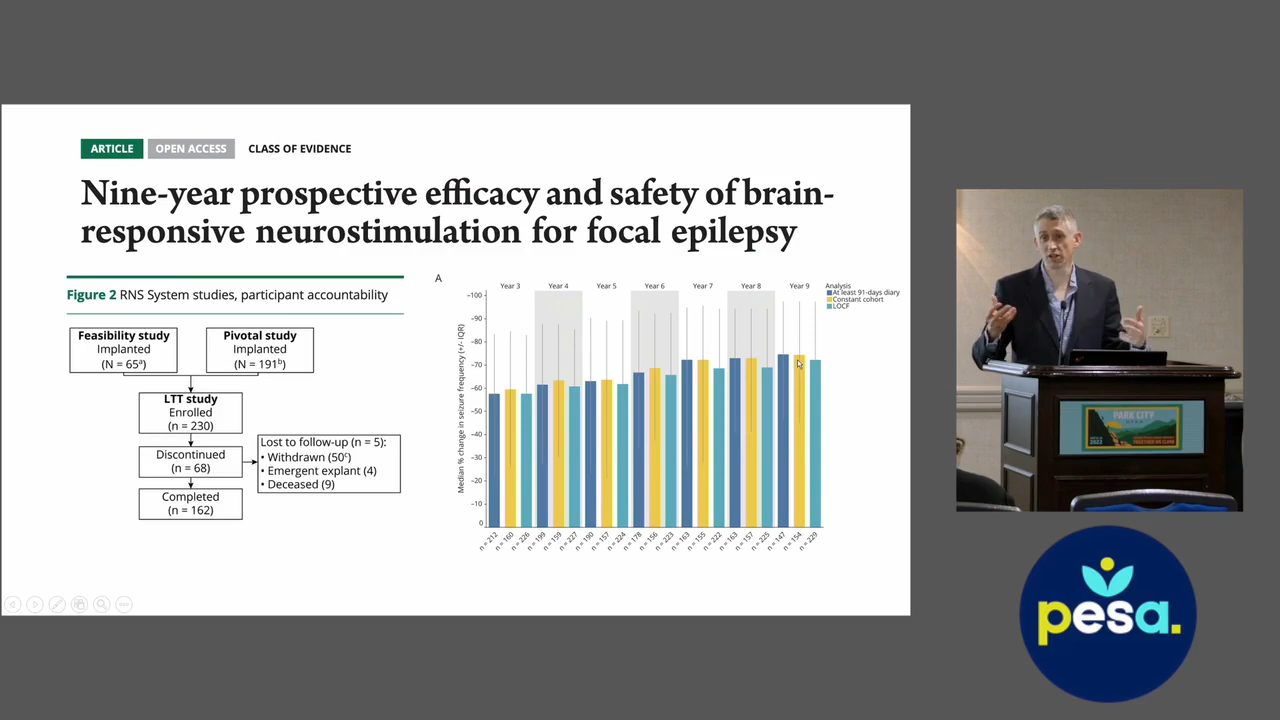 ARTICLE OPEN ACCESS CLASS OF EVIDENCE
Nine-year prospective efficacy and safety of brain-
responsive neurostimulation for focal epilepsy
Figure 2 RNS System studies, participant accountability
Feasibility study
Implanted
(N = 65ᵃ)
Pivotal study
Implanted
(N = 191ᵇ)
LTT study
Enrolled
(n = 230)
Discontinued
(n = 68)
Lost to follow-up (n = 5):
• Withdrawn (50ᶜ)
• Emergent explant (4)
• Deceased (9)
Completed
(n = 162)
A
Year 3 Year 4 Year 5 Year 6 Year 7 Year 8 Year 9
Analysis
At least 91-days diary
Constant cohort
LOCF
Median % change in seizure frequency (+/- IQR)
–100
–90
–80
–70
–60
–50
–40
–30
–20
–10
0
n = 212 n = 160 n = 226 n = 199 n = 159 n = 227 n = 190 n = 157 n = 224 n = 178 n = 156 n = 223 n = 163 n = 155 n = 222 n = 163 n = 157 n = 225 n = 147 n = 154 n = 229
PARK CITY
2022
TOGETHER WE CLIMB
pesa.